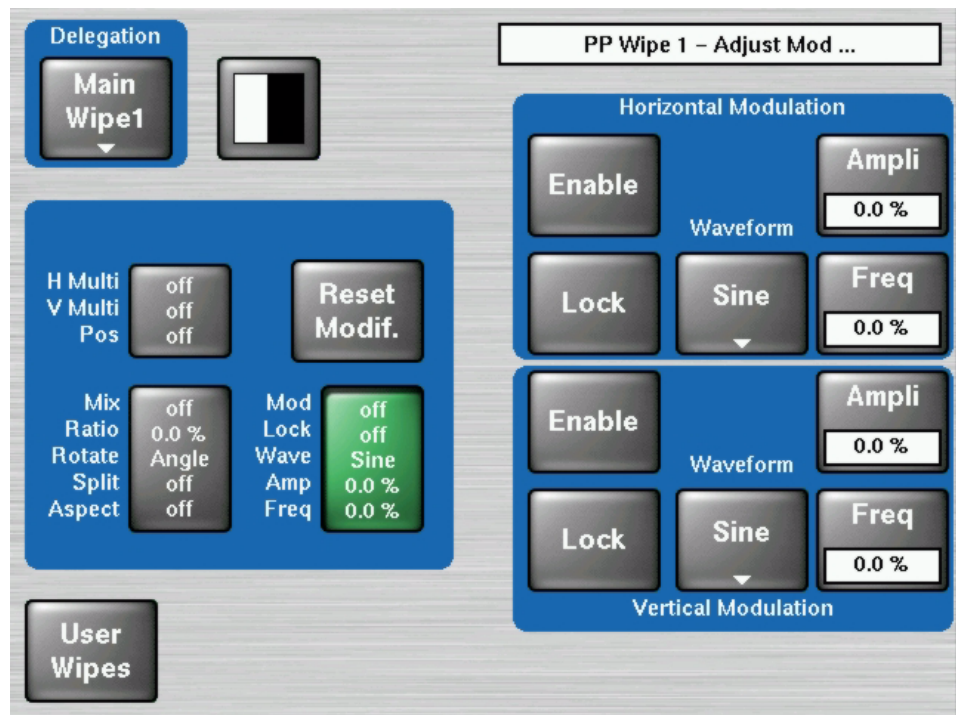 Delegation
Main
Wipe1
PP Wipe 1 – Adjust Mod ...
H Multi off
V Multi off
Pos off
Reset
Modif.
Mix off
Ratio 0.0 %
Rotate Angle
Split off
Aspect off
Mod off
Lock off
Wave Sine
Amp 0.0 %
Freq 0.0 %
User
Wipes
Horizontal Modulation
Enable
Waveform
Ampli
0.0 %
Lock
Sine
Freq
0.0 %
Enable
Waveform
Ampli
0.0 %
Lock
Sine
Freq
0.0 %
Vertical Modulation